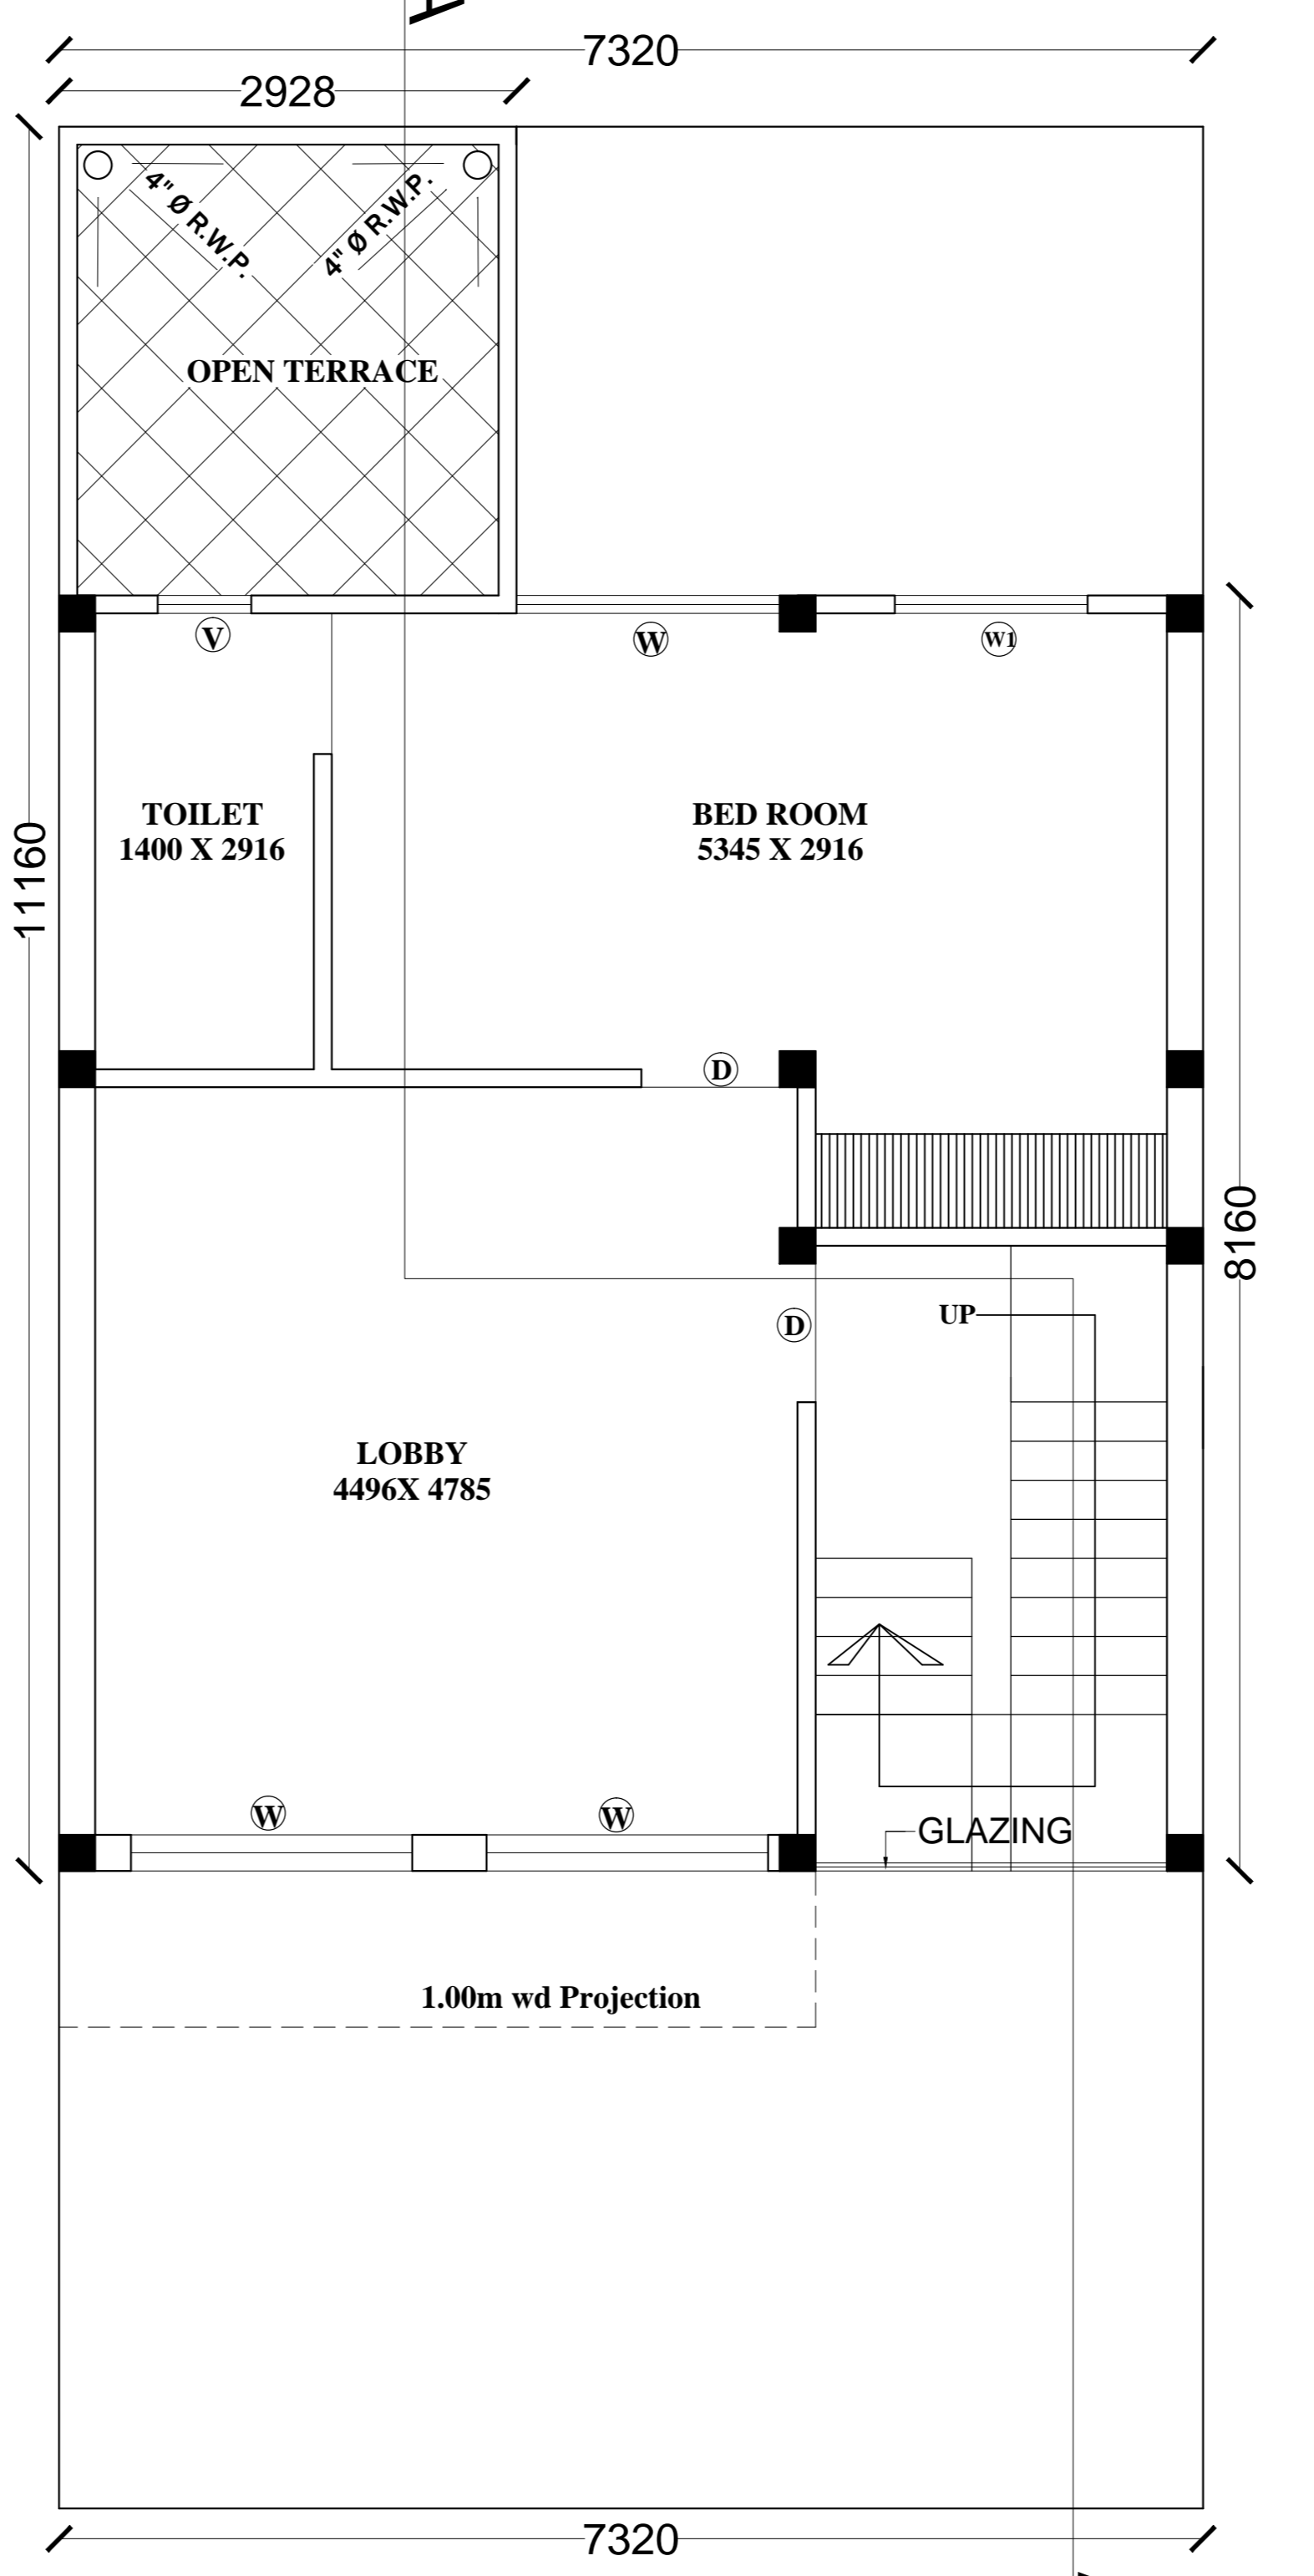 A
7320
2928
4" Ø R.W.P.
4" Ø R.W.P.
OPEN TERRACE
V
W
W1
TOILET
1400 X 2916
BED ROOM
5345 X 2916
11160
D
8160
UP
D
LOBBY
4496X 4785
W
W
GLAZING
1.00m wd Projection
7320